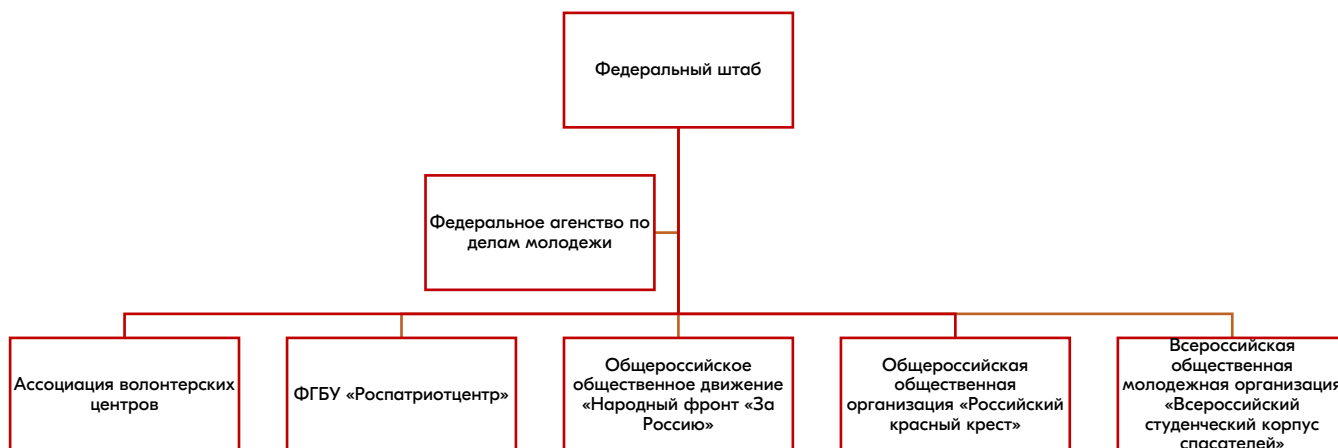 Федеральный штаб
Федеральное агенство по
делам молодежи
Ассоциация волонтерских
центров
ФГБУ «Роспатриотцентр»
Общероссийское
общественное движение
«Народный фронт «За
Россию»
Общероссийская
общественная
организация «Российский
красный крест»
Всероссийская
общественная
молодежная организация
«Всероссийский
студенческий корпус
спасателей»